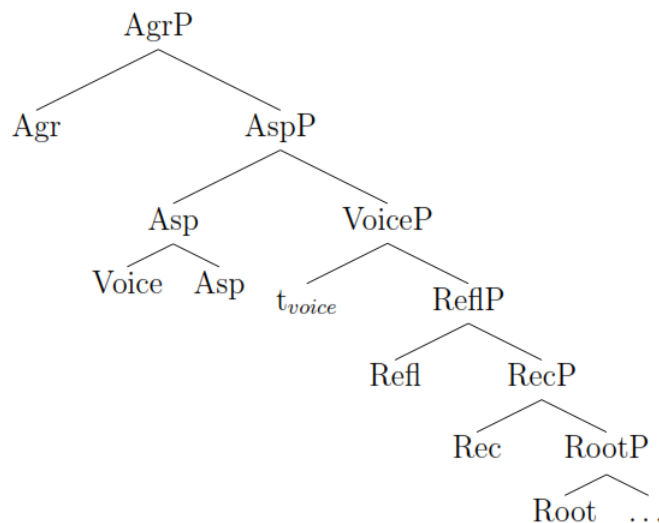 AgrP
Agr AspP
Asp VoiceP
Voice Asp t_voice ReflP
Refl RecP
Rec RootP
Root ...